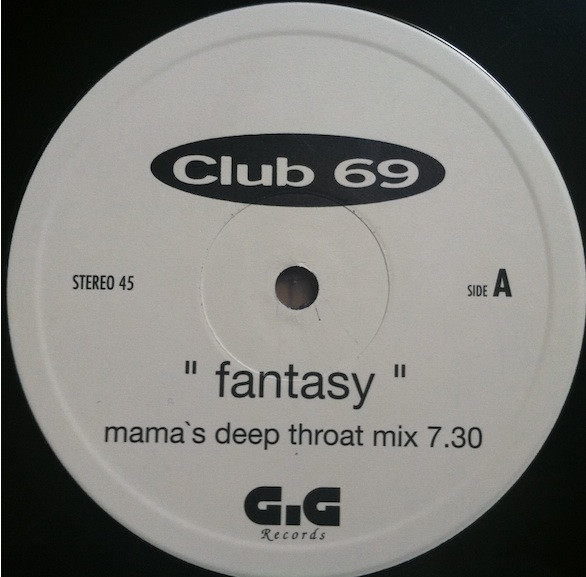 Club 69
STEREO 45
SIDE A
" fantasy "
mama`s deep throat mix 7.30
GiG
Records